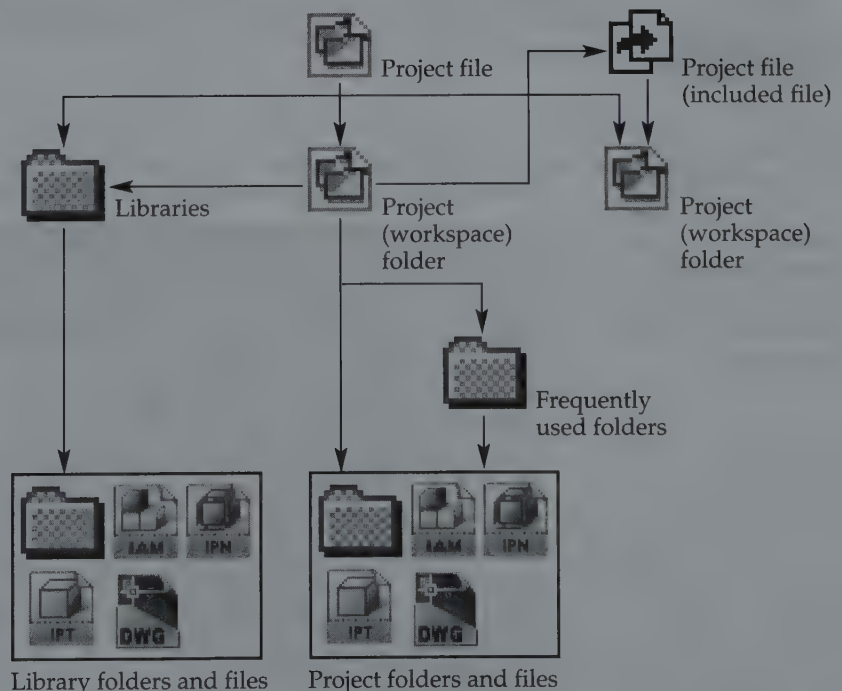 Project file
Project file
(included file)
Libraries
Project
(workspace)
folder
Project
(workspace)
folder
Frequently
used folders
IAM
IPN
IPT
DWG
IAM
IPN
IPT
DWG
Library folders and files
Project folders and files